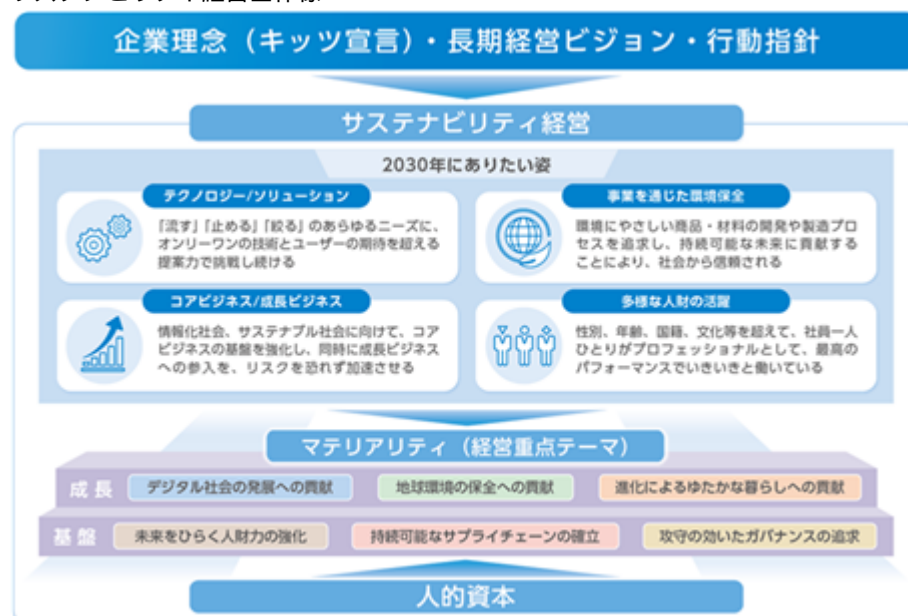 企業理念（キッツ宣言）・長期経営ビジョン・行動指針
サステナビリティ経営
2030年にありたい姿
テクノロジー/ソリューション
「流す」「止める」「絞る」のあらゆるニーズに、
オンリーワンの技術とユーザーの期待を超える
提案力で挑戦し続ける
事業を通じた環境保全
環境にやさしい商品・材料の開発や製造プロ
セスを追求し、持続可能な未来に貢献する
ことにより、社会から信頼される
コアビジネス/成長ビジネス
情報化社会、サステナブル社会に向けて、コア
ビジネスの基盤を強化し、同時に成長ビジネス
への参入を、リスクを恐れず加速させる
多様な人財の活躍
性別、年齢、国籍、文化等を超えて、社員一人
ひとりがプロフェッショナルとして、最高の
パフォーマンスでいきいきと働いている
マテリアリティ（経営重点テーマ）
成長
デジタル社会の発展への貢献
地球環境の保全への貢献
進化によるゆたかな暮らしへの貢献
基盤
未来をひらく人財力の強化
持続可能なサプライチェーンの確立
攻守の効いたガバナンスの追求
人的資本